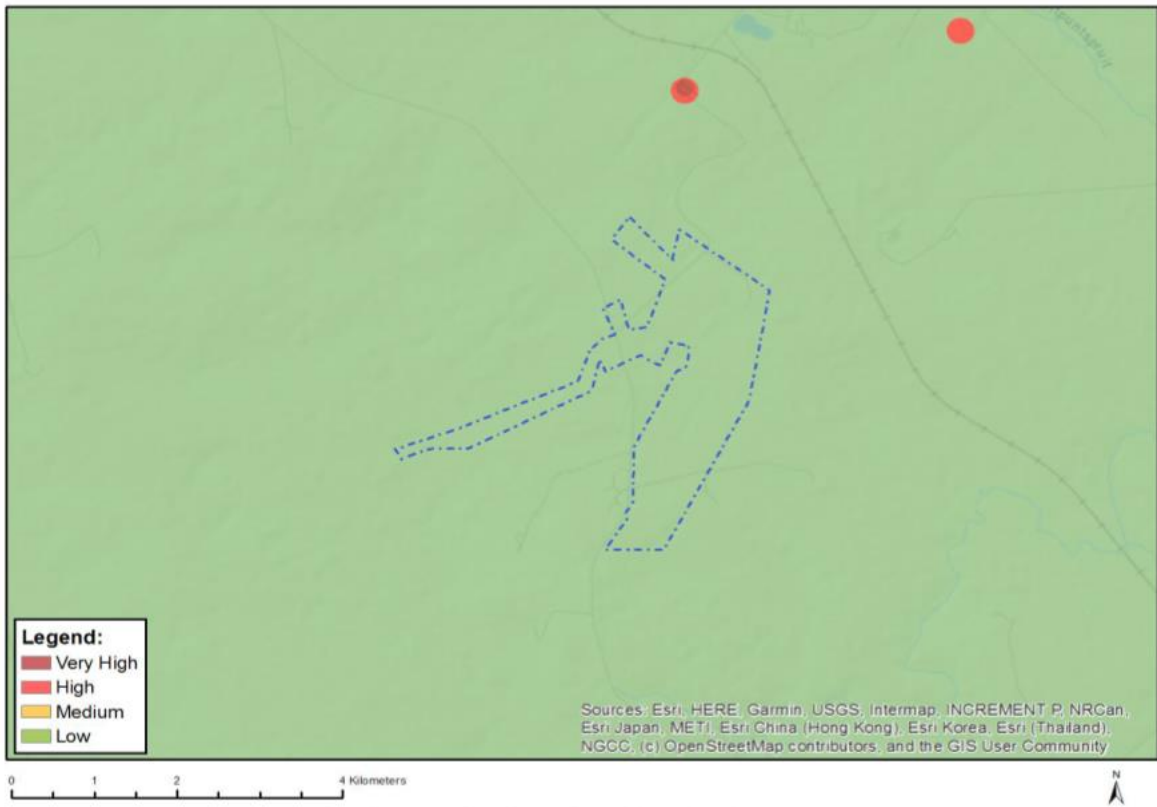 Legend:
Very High
High
Medium
Low
Sources: Esri, HERE, Garmin, USGS, Intermap, INCREMENT P, NRCan,
Esri Japan, METI, Esri China (Hong Kong), Esri Korea, Esri (Thailand),
NGCC, (c) OpenStreetMap contributors, and the GIS User Community
0 1 2 4 Kilometers
N